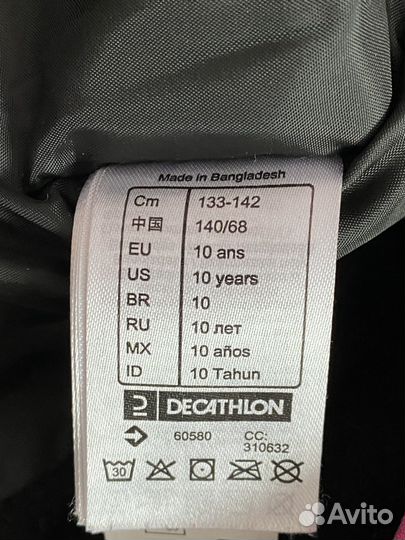 Made in Bangladesh
Cm 133-142
中国 140/68
EU 10 ans
US 10 years
BR 10
RU 10 лет
MX 10 años
ID 10 Tahun
DECATHLON
60580 CC:
310632
30
Avito